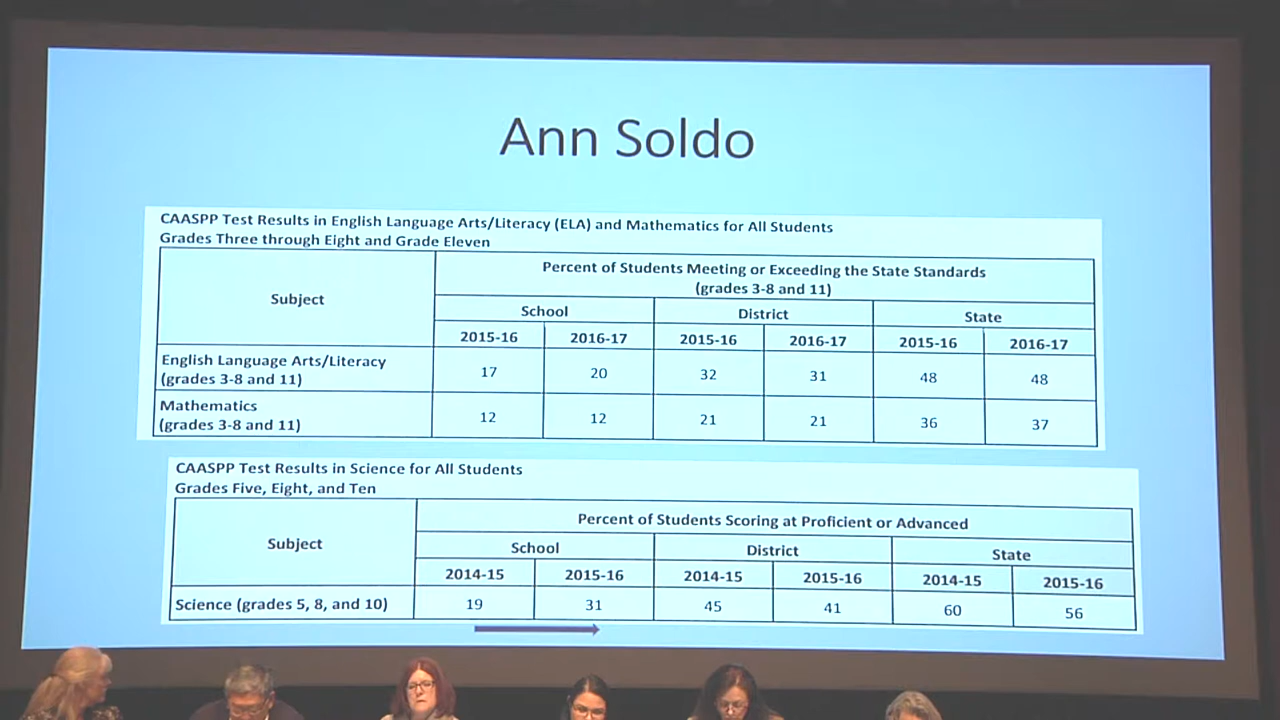 Ann Soldo
CAASPP Test Results in English Language Arts/Literacy (ELA) and Mathematics for All Students
Grades Three through Eight and Grade Eleven
Subject
Percent of Students Meeting or Exceeding the State Standards
(grades 3-8 and 11)
School District State
2015-16 2016-17 2015-16 2016-17 2015-16 2016-17
English Language Arts/Literacy
(grades 3-8 and 11) 17 20 32 31 48 48
Mathematics
(grades 3-8 and 11) 12 12 21 21 36 37
CAASPP Test Results in Science for All Students
Grades Five, Eight, and Ten
Subject
Percent of Students Scoring at Proficient or Advanced
School District State
2014-15 2015-16 2014-15 2015-16 2014-15 2015-16
Science (grades 5, 8, and 10) 19 31 45 41 60 56